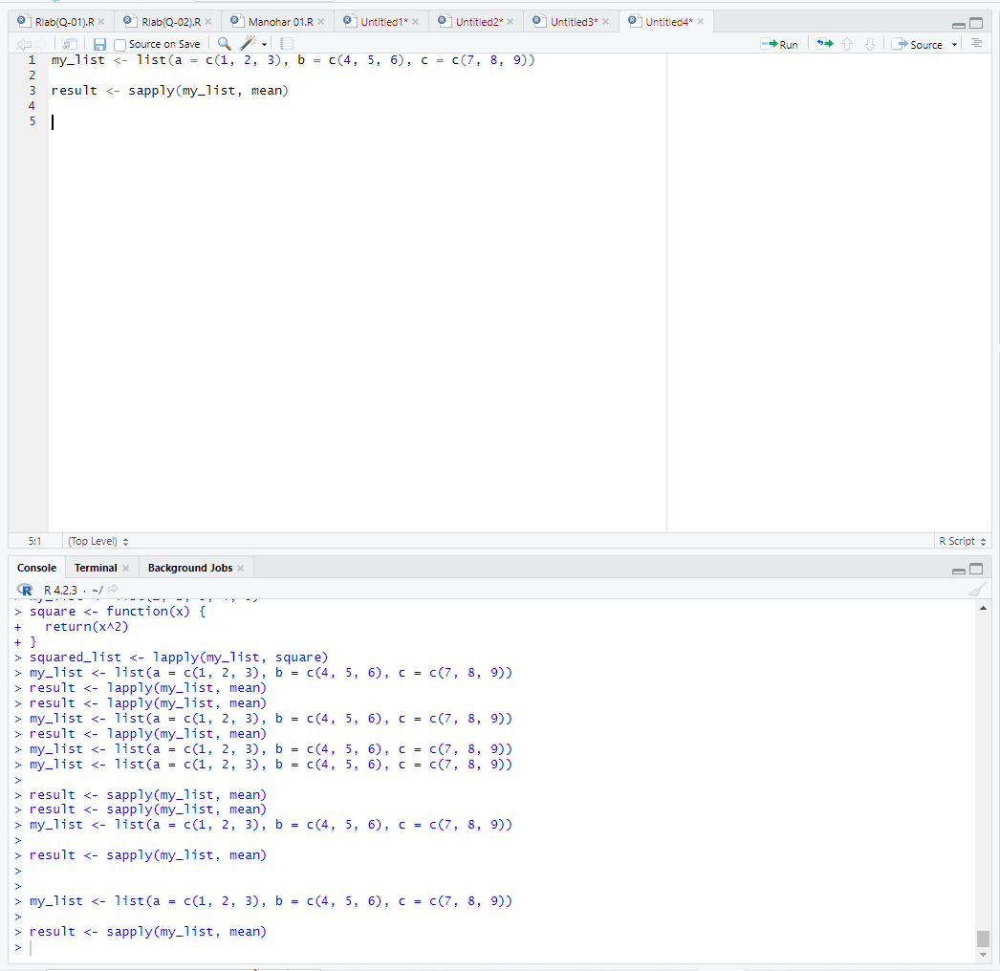 Rlab(Q-01).R × Rlab(Q-02).R × Manohar 01.R × Untitled1* × Untitled2* × Untitled3* × Untitled4* ×
Source on Save Run Source
1 my_list <- list(a = c(1, 2, 3), b = c(4, 5, 6), c = c(7, 8, 9))
2
3 result <- sapply(my_list, mean)
4
5
5:1 (Top Level) R Script
Console Terminal × Background Jobs ×
R R 4.2.3 · ~/
> square <- function(x) {
+   return(x^2)
+ }
> squared_list <- lapply(my_list, square)
> my_list <- list(a = c(1, 2, 3), b = c(4, 5, 6), c = c(7, 8, 9))
> result <- lapply(my_list, mean)
> result <- lapply(my_list, mean)
> my_list <- list(a = c(1, 2, 3), b = c(4, 5, 6), c = c(7, 8, 9))
> result <- lapply(my_list, mean)
> my_list <- list(a = c(1, 2, 3), b = c(4, 5, 6), c = c(7, 8, 9))
> my_list <- list(a = c(1, 2, 3), b = c(4, 5, 6), c = c(7, 8, 9))
>
> result <- sapply(my_list, mean)
> result <- sapply(my_list, mean)
> my_list <- list(a = c(1, 2, 3), b = c(4, 5, 6), c = c(7, 8, 9))
>
> result <- sapply(my_list, mean)
>
>
> my_list <- list(a = c(1, 2, 3), b = c(4, 5, 6), c = c(7, 8, 9))
>
> result <- sapply(my_list, mean)
>